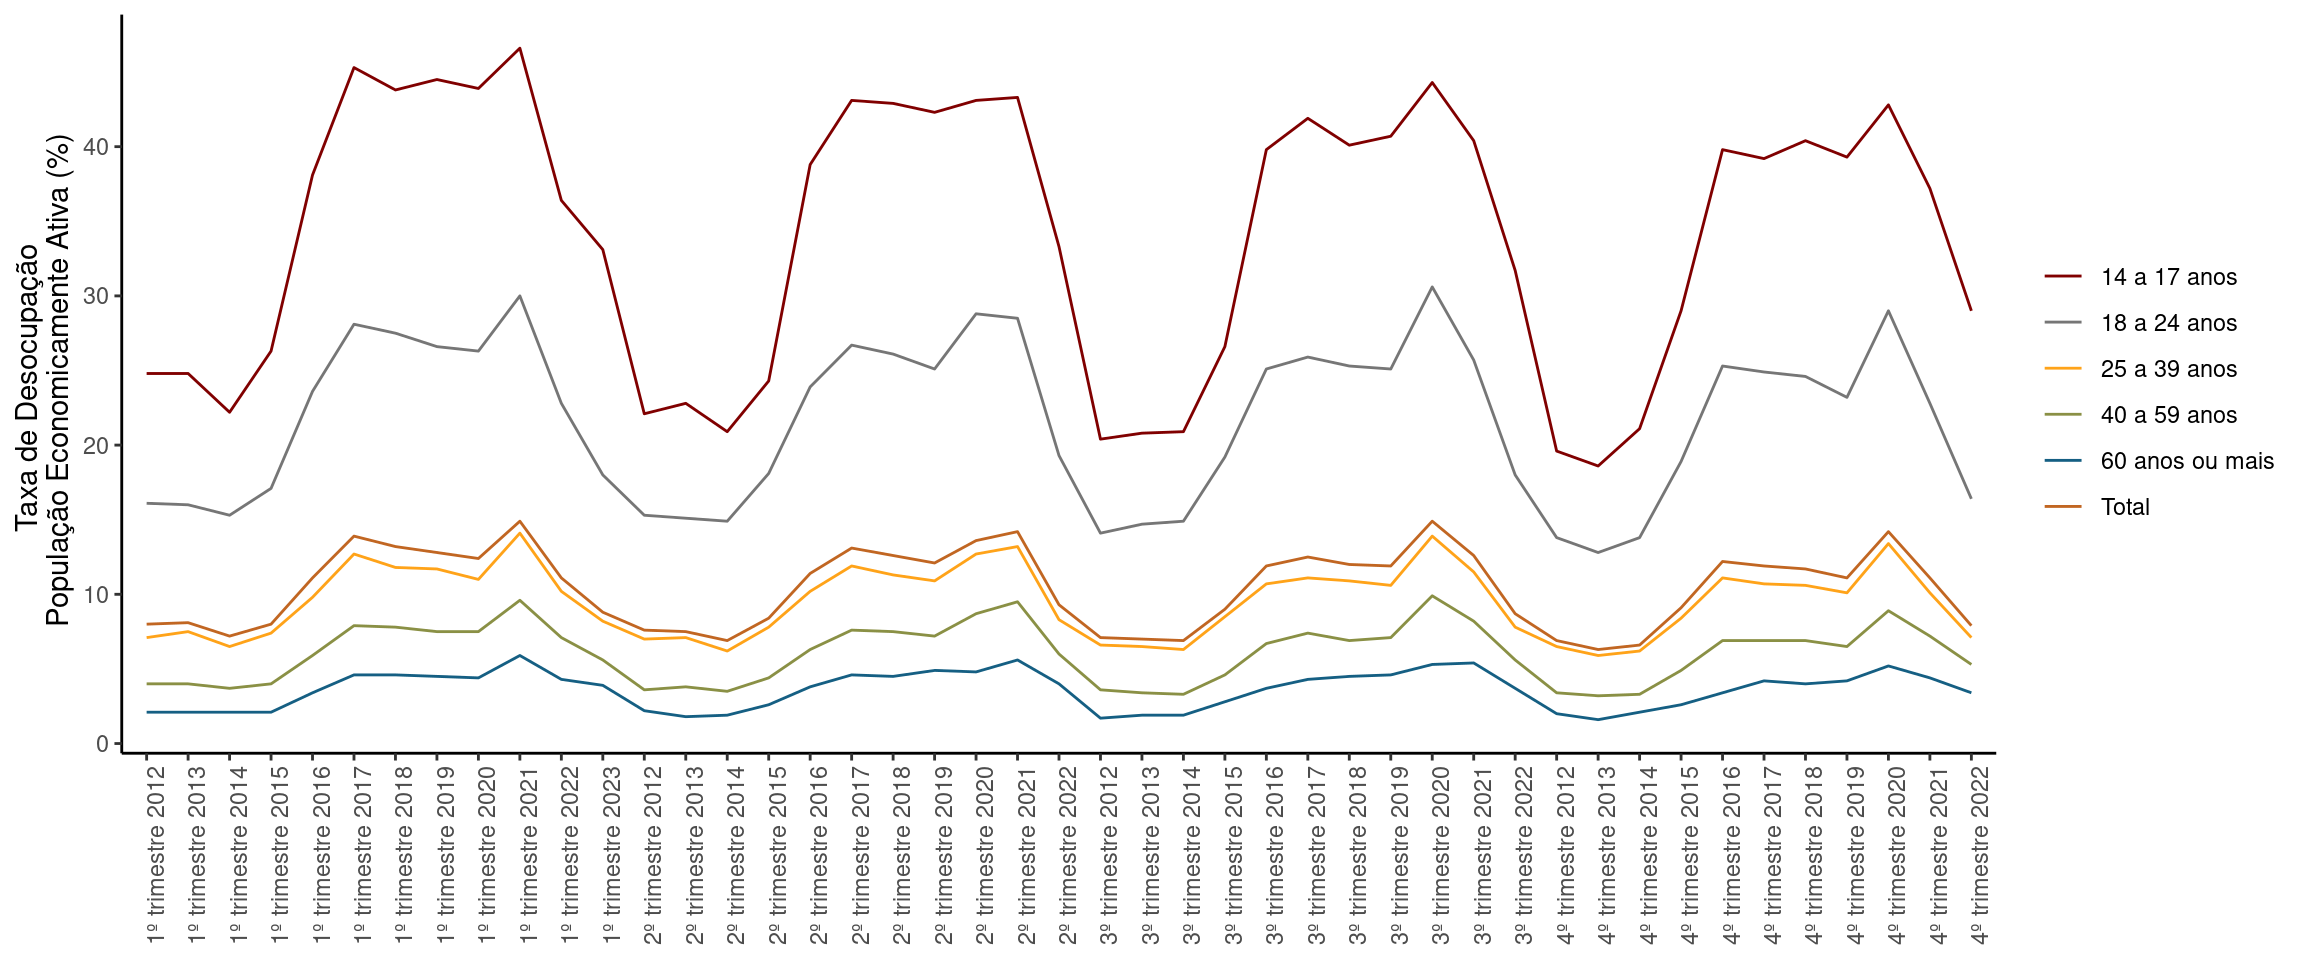 Taxa de Desocupação
População Economicamente Ativa (%)
40
30
20
10
0
1º trimestre 2012
1º trimestre 2013
1º trimestre 2014
1º trimestre 2015
1º trimestre 2016
1º trimestre 2017
1º trimestre 2018
1º trimestre 2019
1º trimestre 2020
1º trimestre 2021
1º trimestre 2022
1º trimestre 2023
2º trimestre 2012
2º trimestre 2013
2º trimestre 2014
2º trimestre 2015
2º trimestre 2016
2º trimestre 2017
2º trimestre 2018
2º trimestre 2019
2º trimestre 2020
2º trimestre 2021
2º trimestre 2022
3º trimestre 2012
3º trimestre 2013
3º trimestre 2014
3º trimestre 2015
3º trimestre 2016
3º trimestre 2017
3º trimestre 2018
3º trimestre 2019
3º trimestre 2020
3º trimestre 2021
3º trimestre 2022
4º trimestre 2012
4º trimestre 2013
4º trimestre 2014
4º trimestre 2015
4º trimestre 2016
4º trimestre 2017
4º trimestre 2018
4º trimestre 2019
4º trimestre 2020
4º trimestre 2021
4º trimestre 2022
14 a 17 anos
18 a 24 anos
25 a 39 anos
40 a 59 anos
60 anos ou mais
Total